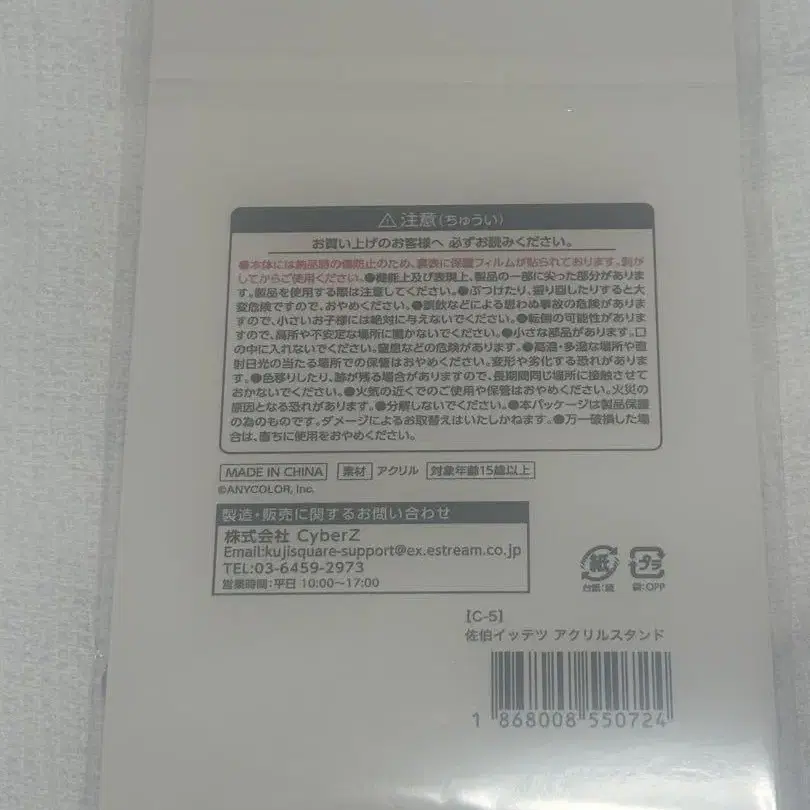 ⚠注意(ちゅうい)
お買い上げのお客様へ 必ずお読みください。
●本体には納品時の傷防止のため、裏表に保護フィルムが貼られております。剥が
してからご使用ください。●機能上及び表現上、製品の一部に尖った部分がありま
す。製品を使用する際は注意してください。●ぶつけたり、振り回したりすると大
変危険ですので、おやめください。●誤飲などによる思わぬ事故の危険があります
すので、小さいお子様には絶対に与えないでください。●転倒の可能性がありま
すので、高所や不安定な場所に置かないでください。●小さな部品があります。口
の中に入れないでください。窒息などの危険があります。●高温・多湿な場所や直
射日光の当たる場所での保管はおやめください。変形や劣化する恐れがありま
す。●色移りしたり、跡が残る場合がありますので、長期間同じ場所に接触させて
おかないでください。●火気の近くでのご使用や保管はおやめください。火災の
原因となる恐れがあります。●分解しないでください。●本パッケージは製品保護
の為のものです。ダメージによるお取替えはいたしかねます。●万一破損した場
合は、直ちに使用をおやめください。
MADE IN CHINA 素材 アクリル 対象年齢15歳以上
©ANYCOLOR, Inc.
製造・販売に関するお問い合わせ
株式会社 CyberZ
Email:kujisquare-support@ex.estream.co.jp
TEL:03-6459-2973
営業時間:平日 10:00～17:00
紙 プラ
台紙:紙 袋:OPP
[C-5]
佐伯イッテツ アクリルスタンド
1 868008 550724